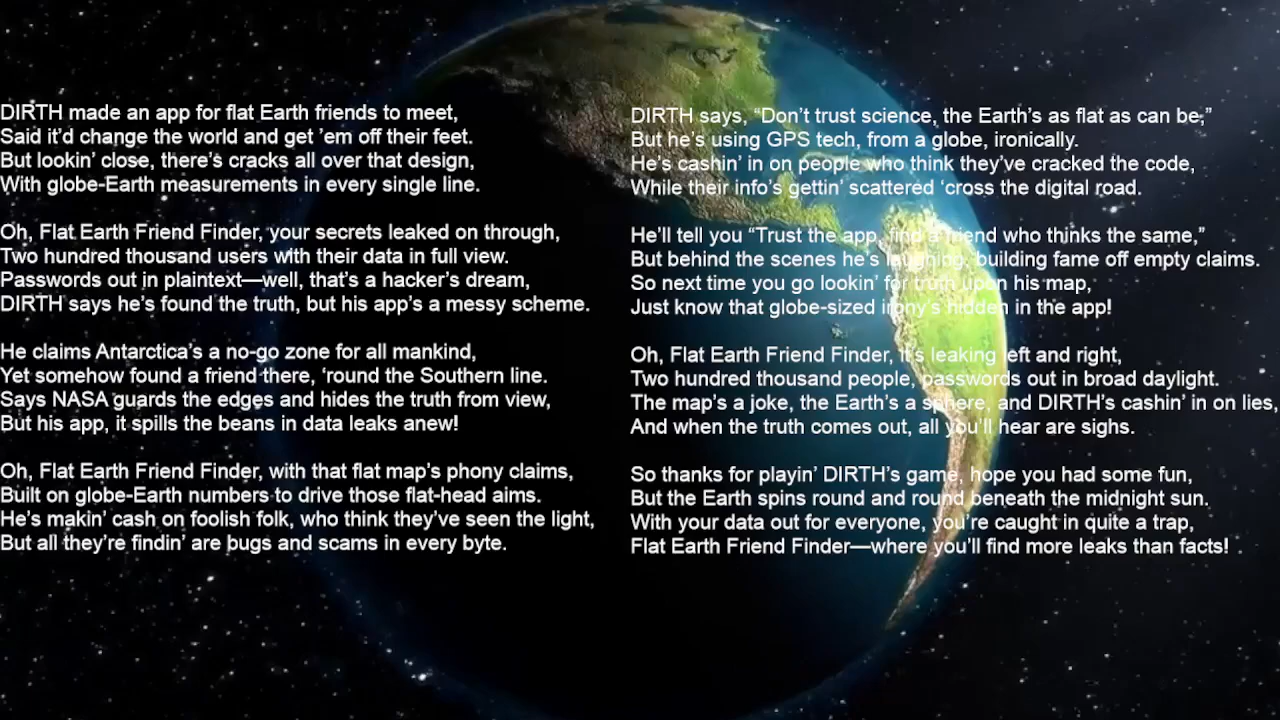 DIRTH made an app for flat Earth friends to meet,
Said it’d change the world and get ’em off their feet.
But lookin’ close, there’s cracks all over that design,
With globe-Earth measurements in every single line.
Oh, Flat Earth Friend Finder, your secrets leaked on through,
Two hundred thousand users with their data in full view.
Passwords out in plaintext—well, that’s a hacker’s dream,
DIRTH says he’s found the truth, but his app’s a messy scheme.
He claims Antarctica’s a no-go zone for all mankind,
Yet somehow found a friend there, ‘round the Southern line.
Says NASA guards the edges and hides the truth from view,
But his app, it spills the beans in data leaks anew!
Oh, Flat Earth Friend Finder, with that flat map’s phony claims,
Built on globe-Earth numbers to drive those flat-head aims.
He’s makin’ cash on foolish folk, who think they’ve seen the light,
But all they’re findin’ are bugs and scams in every byte.
DIRTH says, “Don’t trust science, the Earth’s as flat as can be,”
But he’s using GPS tech, from a globe, ironically.
He’s cashin’ in on people who think they’ve cracked the code,
While their info’s gettin’ scattered ‘cross the digital road.
He’ll tell you “Trust the app, find a friend who thinks the same,”
But behind the scenes he’s laughing, building fame off empty claims.
So next time you go lookin’ for truth upon his map,
Just know that globe-sized irony’s hidden in the app!
Oh, Flat Earth Friend Finder, it’s leaking left and right,
Two hundred thousand people, passwords out in broad daylight.
The map’s a joke, the Earth’s a sphere, and DIRTH’s cashin’ in on lies,
And when the truth comes out, all you’ll hear are sighs.
So thanks for playin’ DIRTH’s game, hope you had some fun,
But the Earth spins round and round beneath the midnight sun.
With your data out for everyone, you’re caught in quite a trap,
Flat Earth Friend Finder—where you’ll find more leaks than facts!